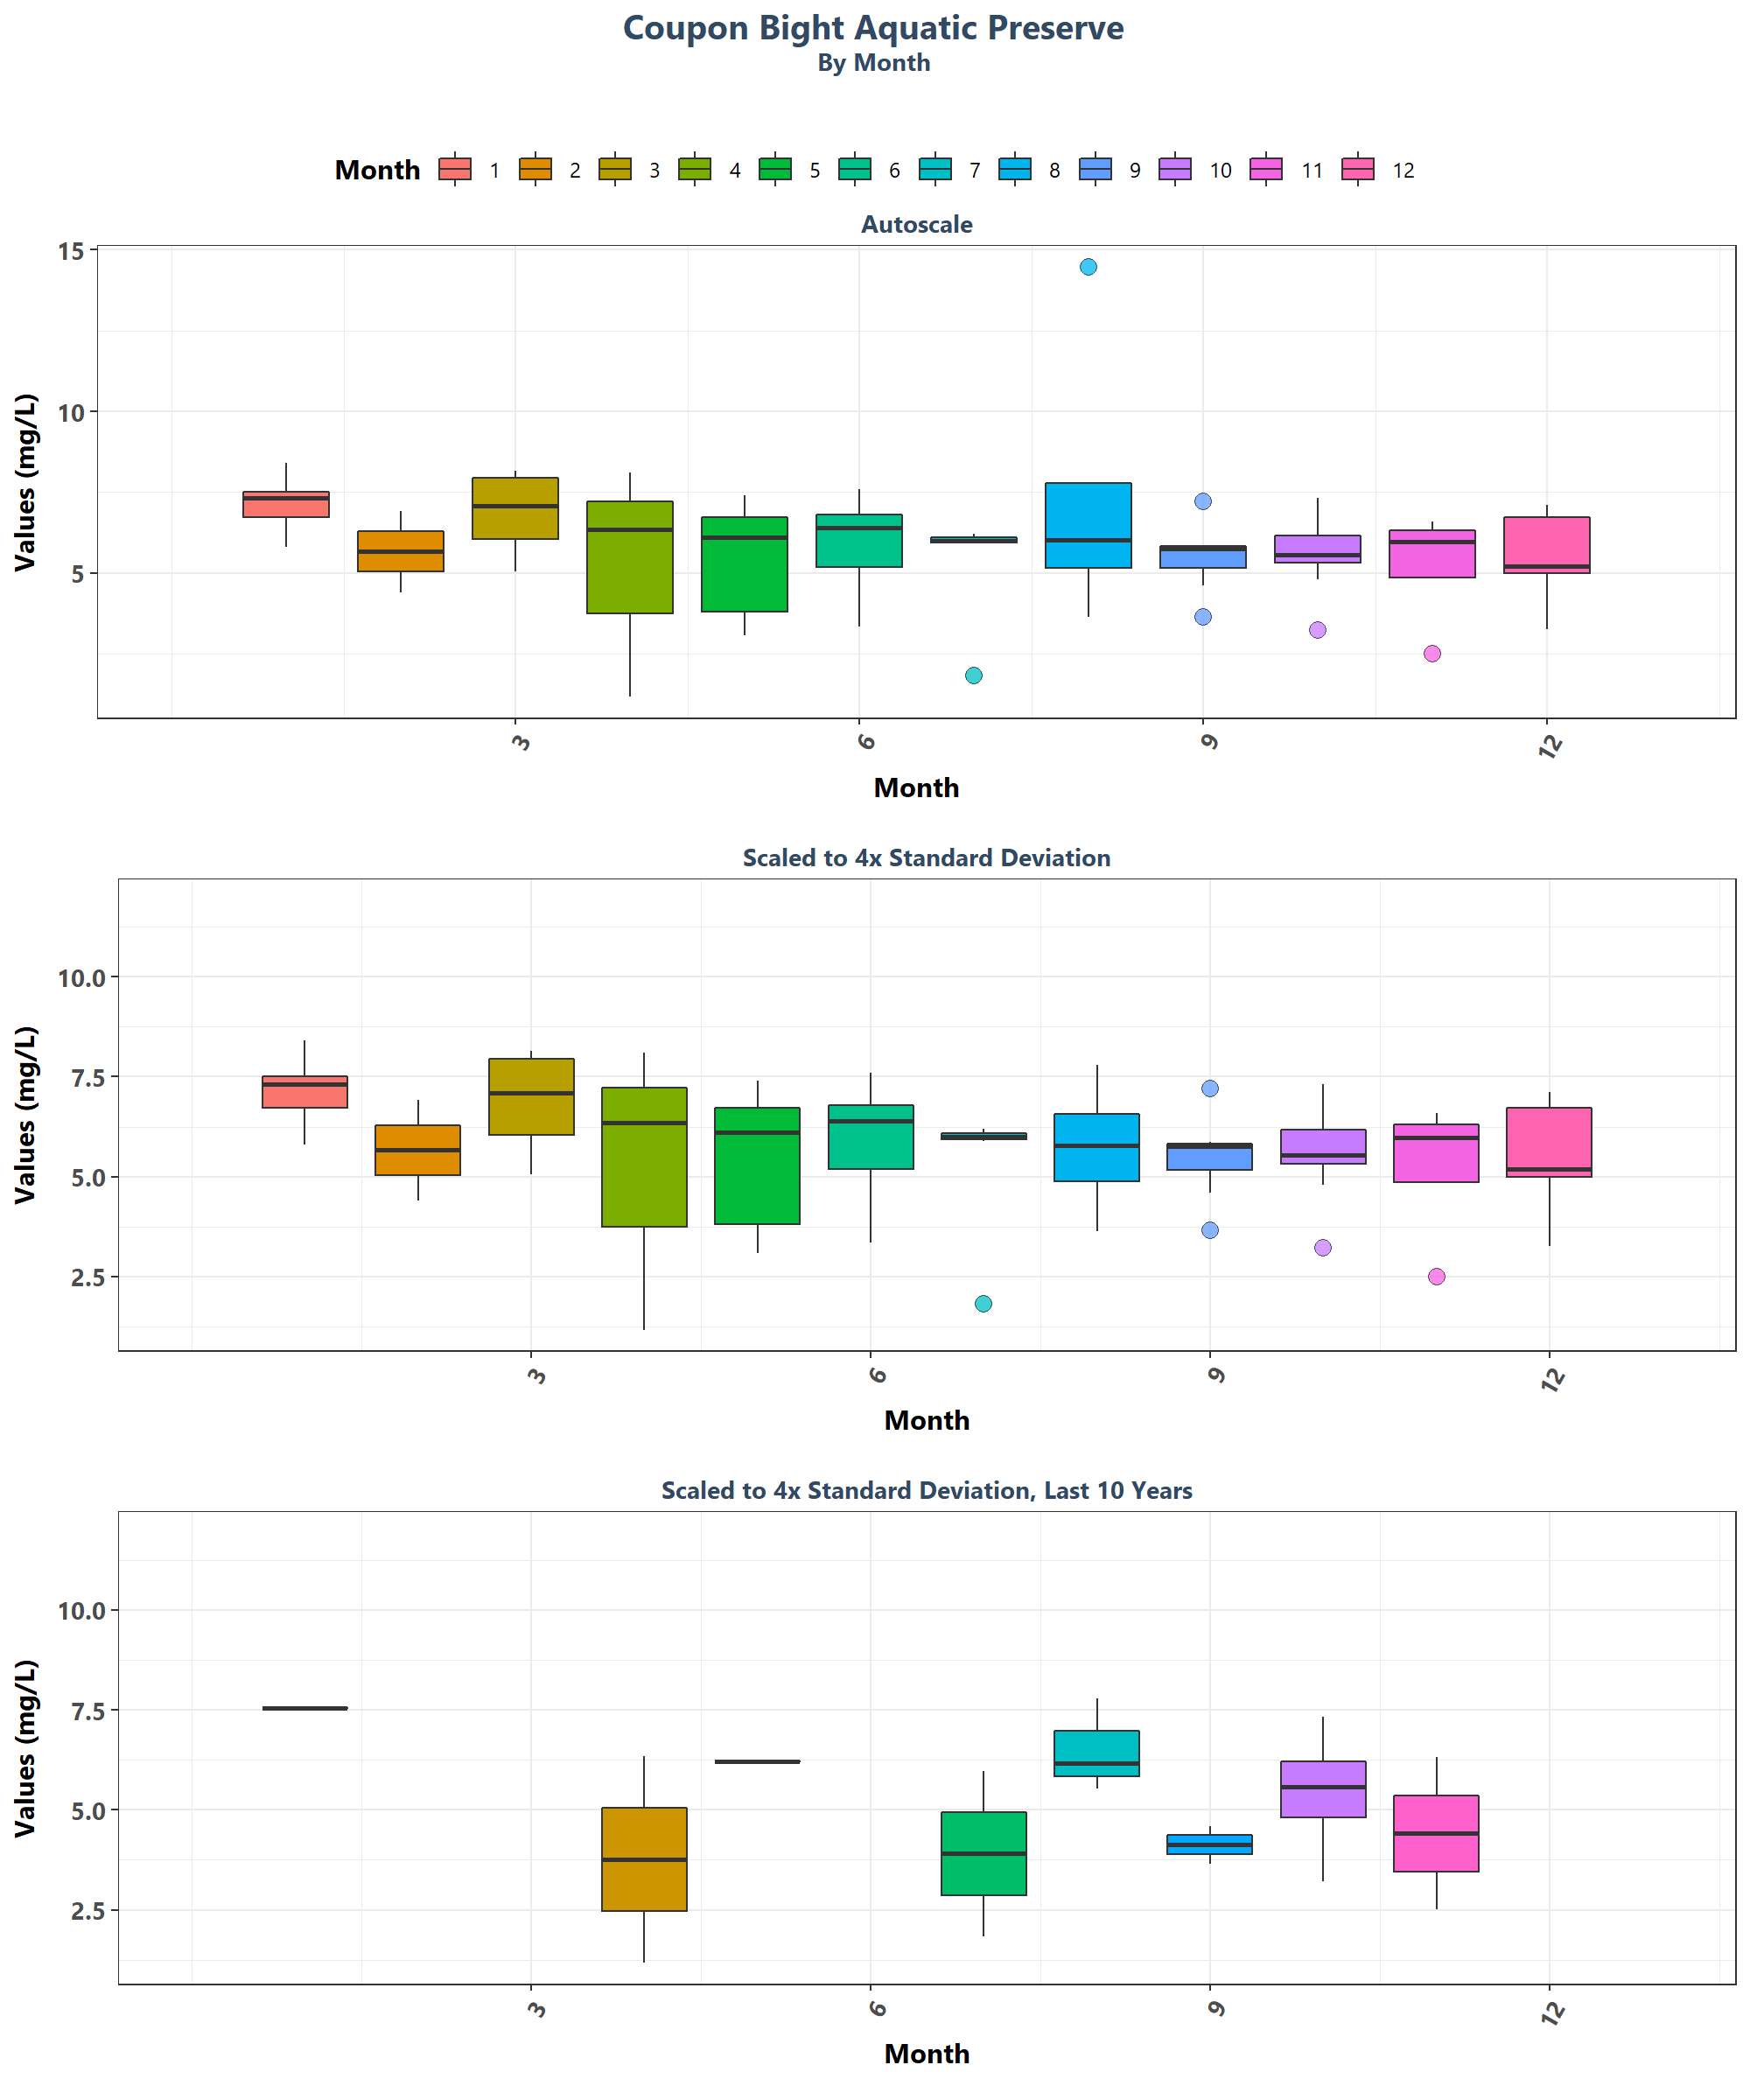 Coupon Bight Aquatic Preserve
By Month
Month 1 2 3 4 5 6 7 8 9 10 11 12
Autoscale
15
10
5
Values (mg/L)
3 6 9 12
Month
Scaled to 4x Standard Deviation
10.0
7.5
5.0
2.5
Values (mg/L)
3 6 9 12
Month
Scaled to 4x Standard Deviation, Last 10 Years
10.0
7.5
5.0
2.5
Values (mg/L)
3 6 9 12
Month